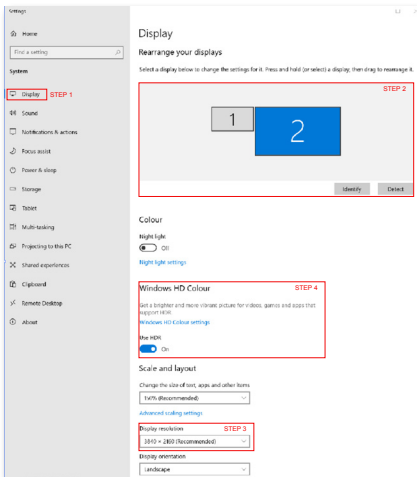 Settings
Home
Find a setting
System
Display
STEP 1
Sound
Notifications & actions
Focus assist
Power & sleep
Storage
Tablet
Multi-tasking
Projecting to this PC
Shared experiences
Clipboard
Remote Desktop
About
Display
Rearrange your displays
Select a display below to change the settings for it. Press and hold (or select) a display, then drag to rearrange it.
STEP 2
1
2
Identify
Detect
Colour
Night light
Off
Night light settings
Windows HD Colour
STEP 4
Get a brighter and more vibrant picture for videos, games and apps that
support HDR.
Windows HD Colour settings
Use HDR
On
Scale and layout
Change the size of text, apps and other items
(Recommended)
Advanced scaling settings
Display resolution
STEP 3
3840 × 2160 (Recommended)
Display orientation
Landscape